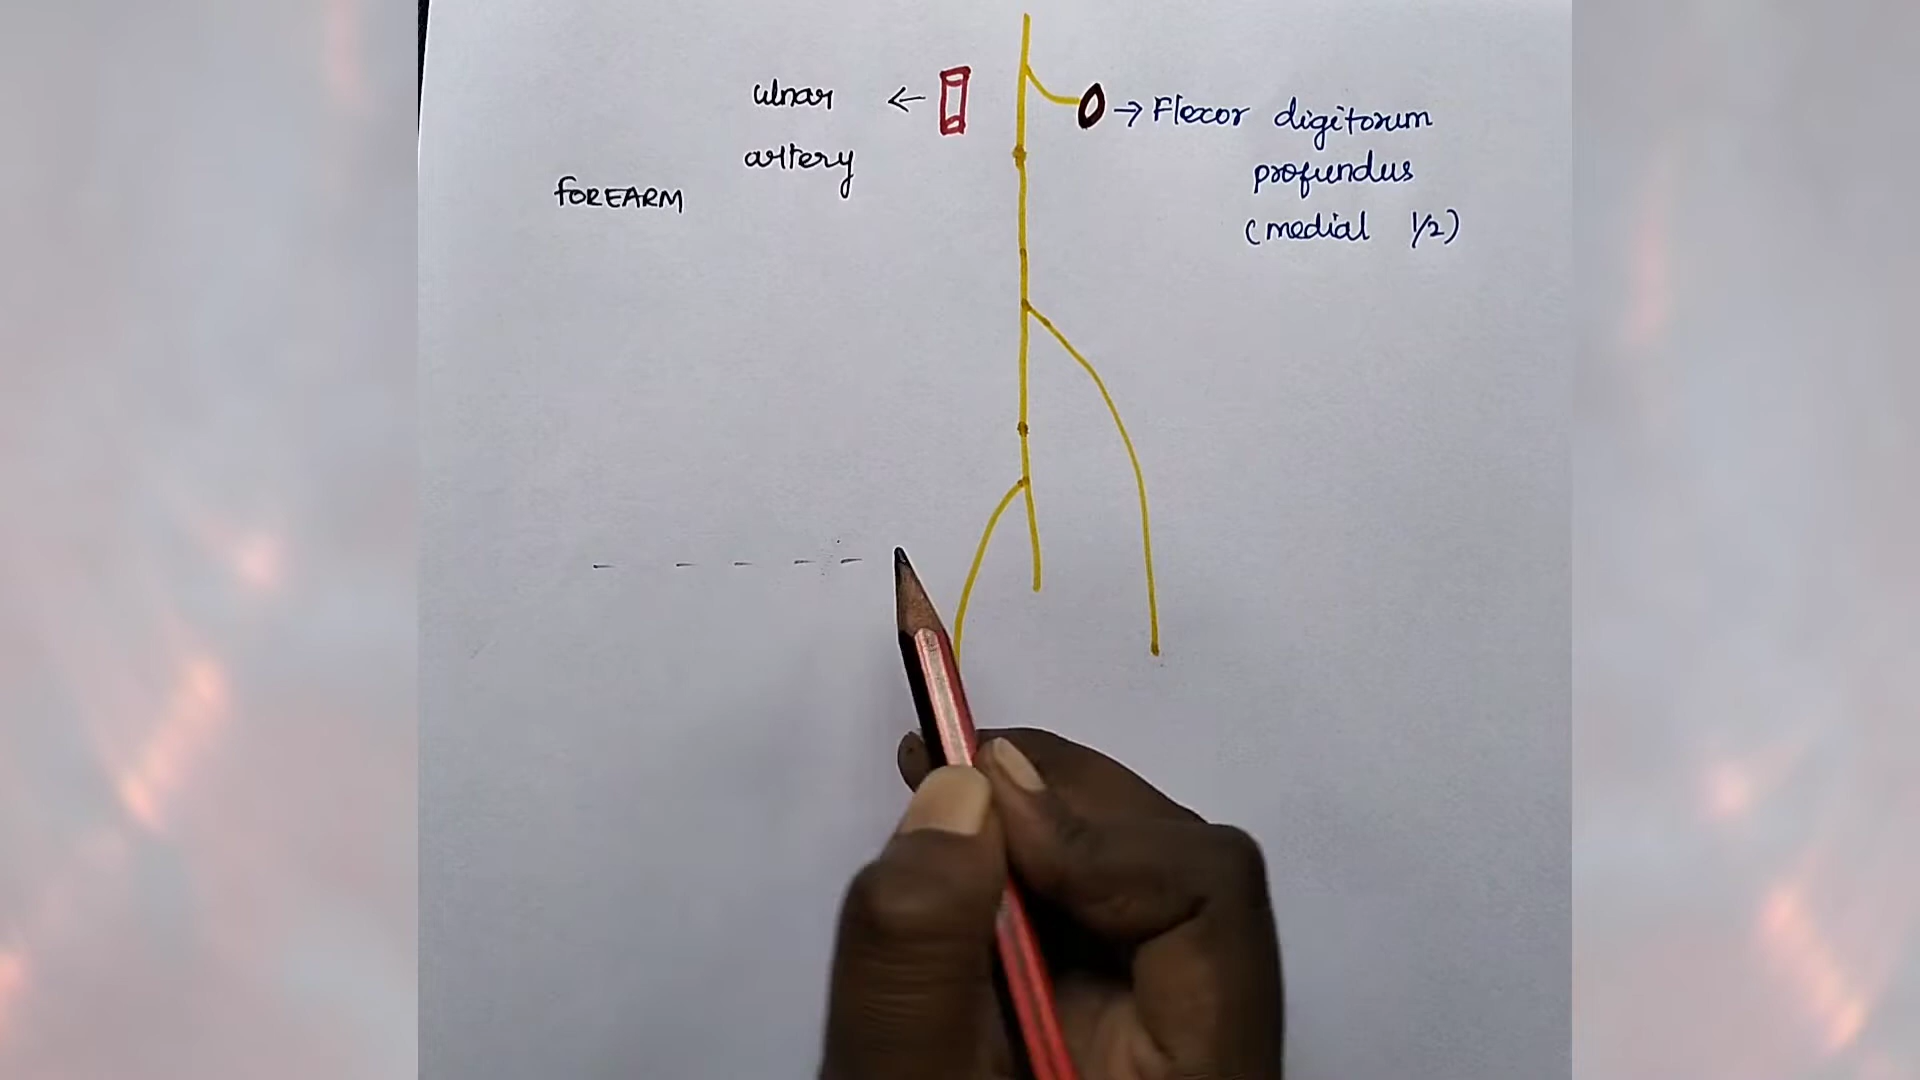 ulnar ←
artery
→ Flexor digitorum
profundus
(medial 1/2)
FOREARM